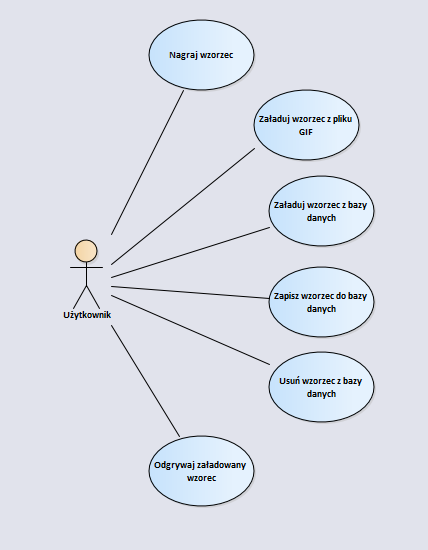 Nagraj wzorzec
Załaduj wzorzec z pliku
GIF
Załaduj wzorzec z bazy
danych
Zapisz wzorzec do bazy
danych
Użytkownik
Usuń wzorzec z bazy
danych
Odgrywaj załadowany
wzorec